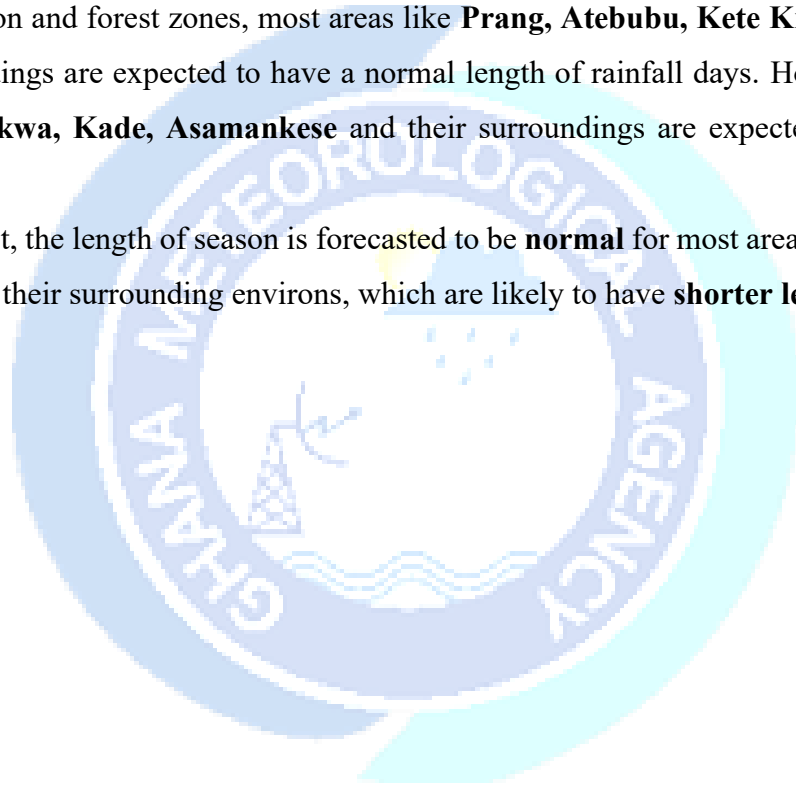 on and forest zones, most areas like Prang, Atebubu, Kete K
ings are expected to have a normal length of rainfall days. H
kwa, Kade, Asamankese and their surroundings are expecte
t, the length of season is forecasted to be normal for most area
their surrounding environs, which are likely to have shorter le
GHANA METEOROLOGICAL AGENCY